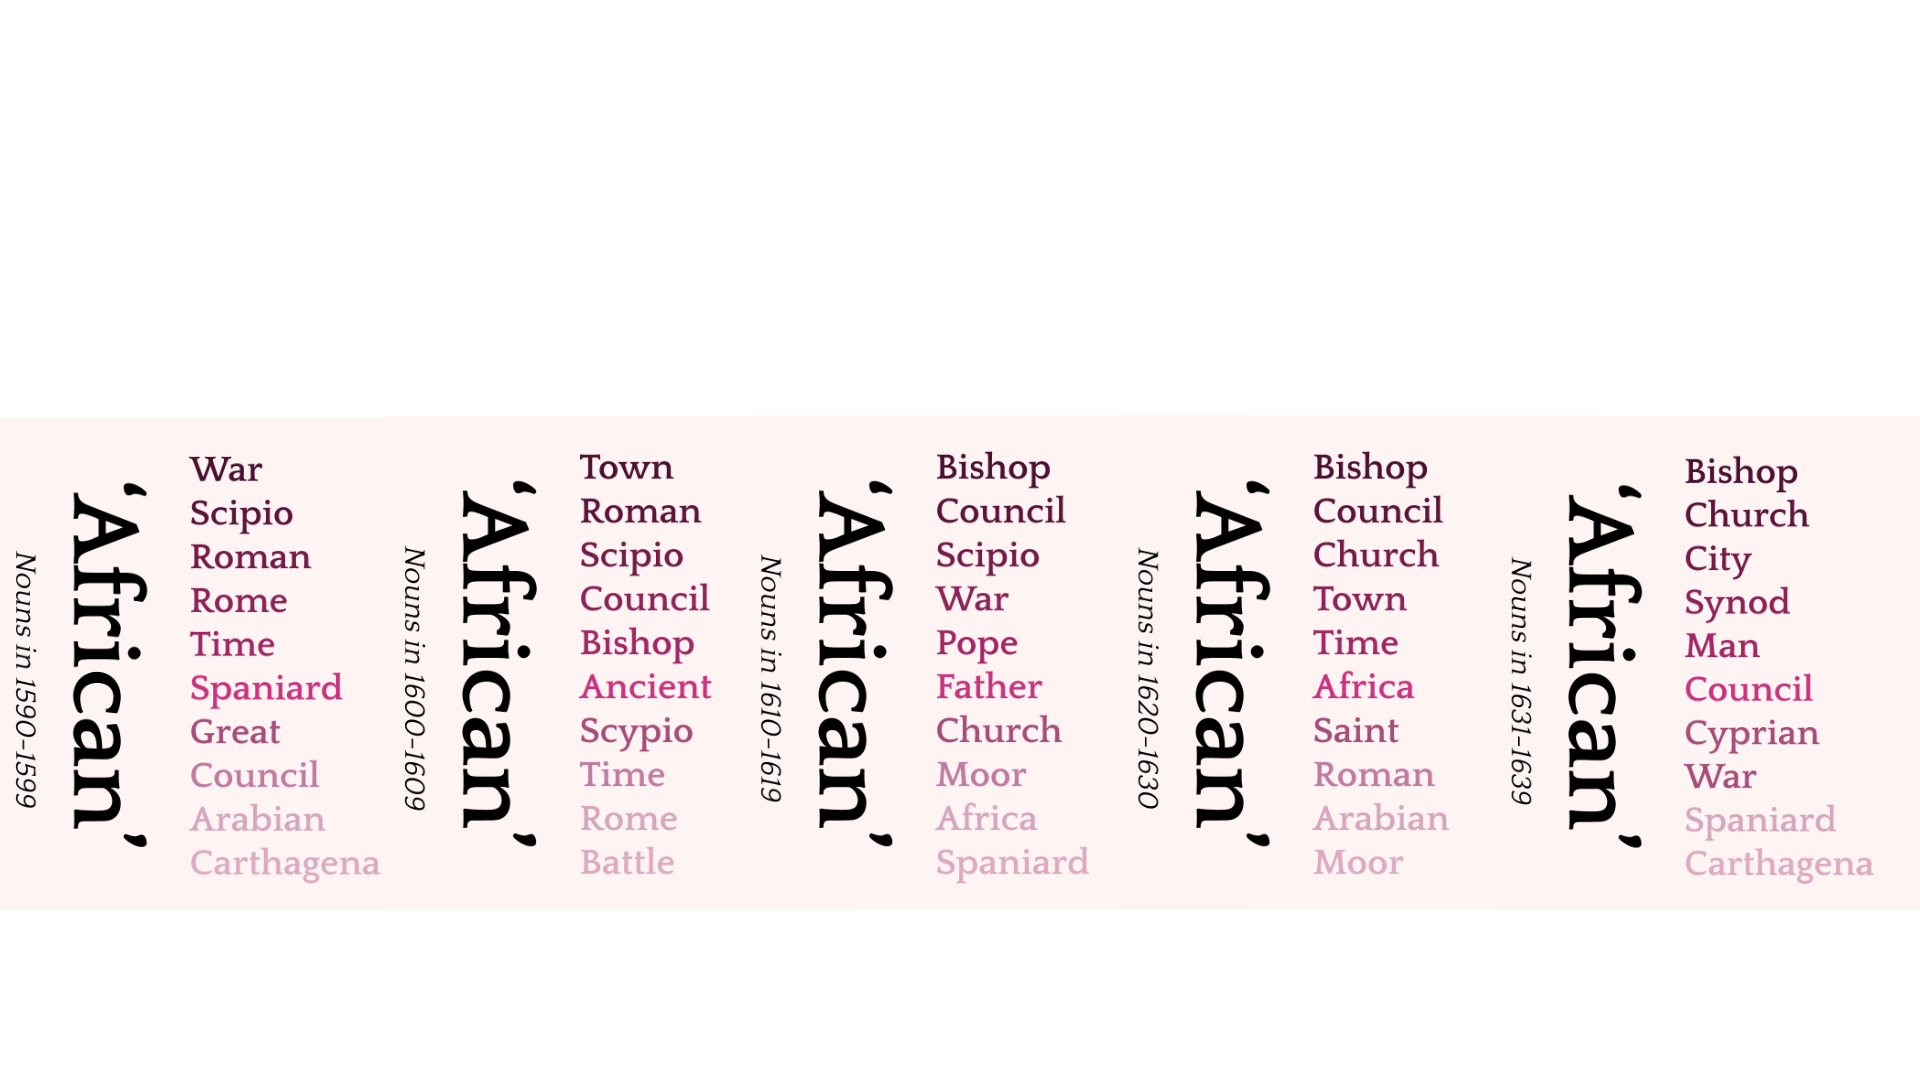 Nouns in 1590-1599
‘African’
War
Scipio
Roman
Rome
Time
Spaniard
Great
Council
Arabian
Carthagena
Nouns in 1600-1609
‘African’
Town
Roman
Scipio
Council
Bishop
Ancient
Scypio
Time
Rome
Battle
Nouns in 1610-1619
‘African’
Bishop
Council
Scipio
War
Pope
Father
Church
Moor
Africa
Spaniard
Nouns in 1620-1630
‘African’
Bishop
Council
Church
Town
Time
Africa
Saint
Roman
Arabian
Moor
Nouns in 1631-1639
‘African’
Bishop
Church
City
Synod
Man
Council
Cyprian
War
Spaniard
Carthagena